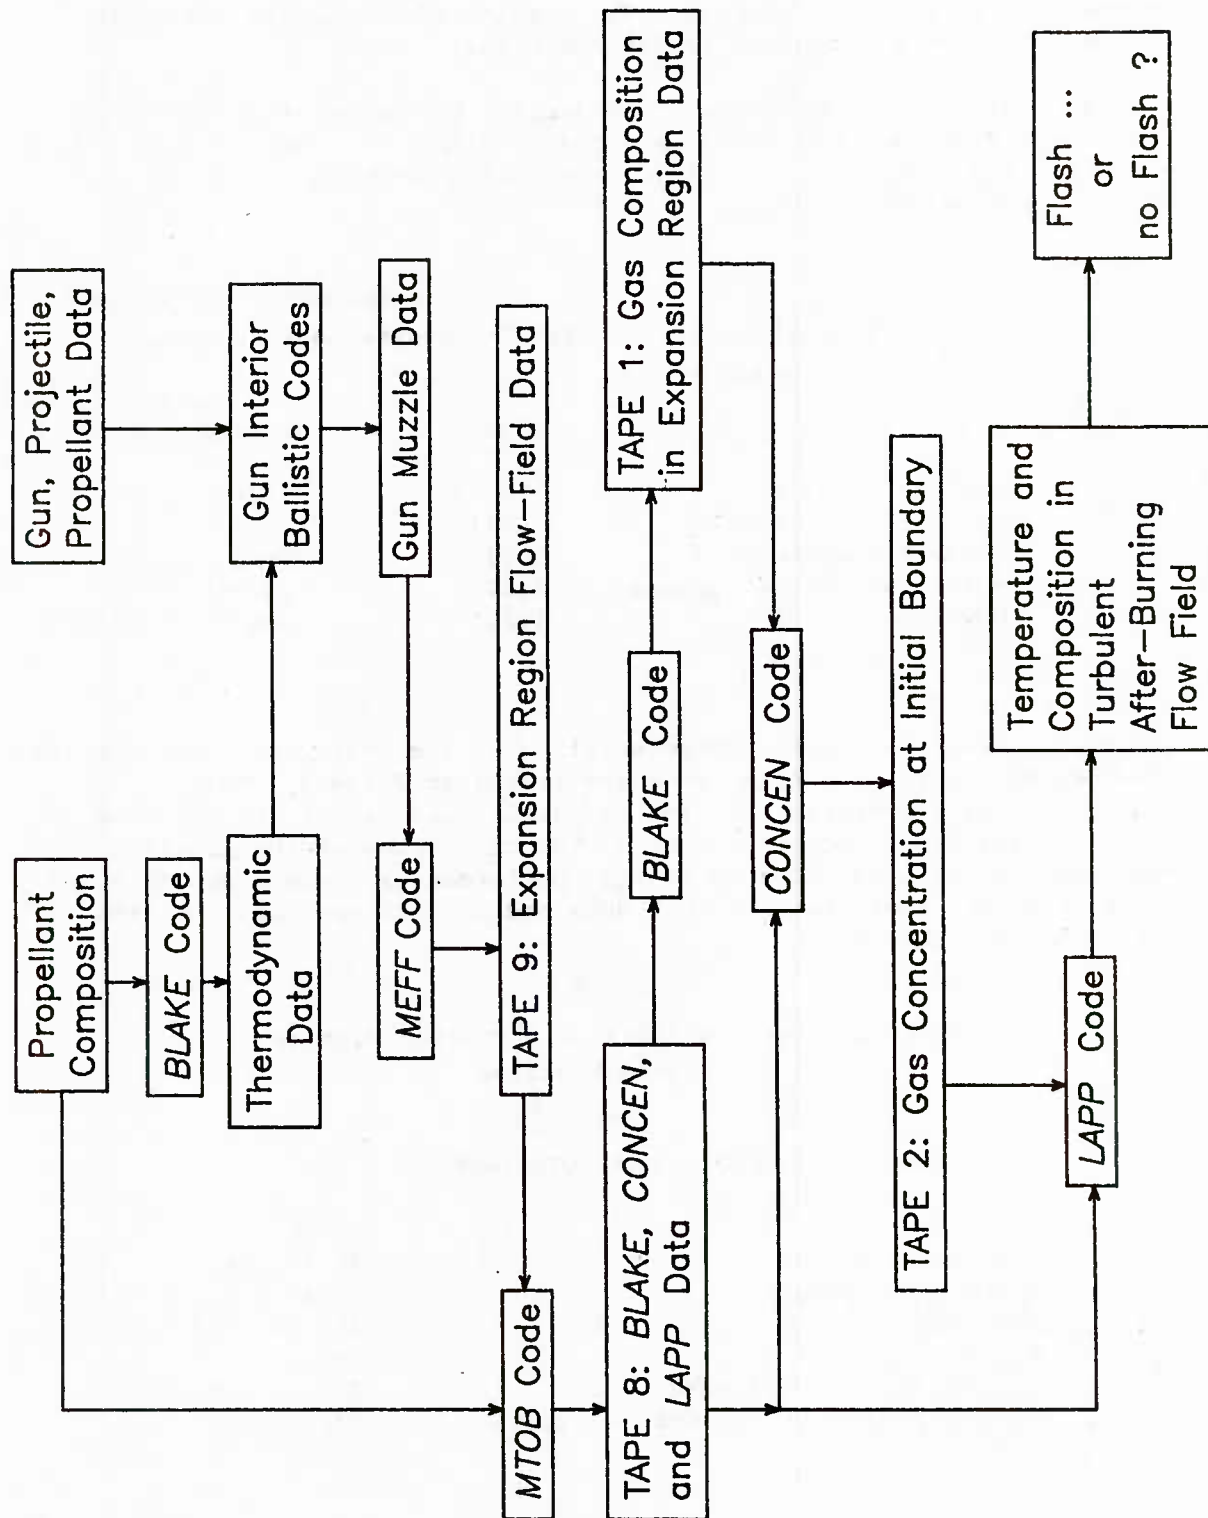 Propellant
Composition
Gun, Projectile,
Propellant Data
BLAKE Code
Thermodynamic
Data
Gun Interior
Ballistic Codes
Gun Muzzle Data
MEFF Code
MTOB Code
TAPE 9: Expansion Region Flow-Field Data
TAPE 8: BLAKE, CONCEN,
and LAPP Data
BLAKE Code
TAPE 1: Gas Composition
in Expansion Region Data
CONCEN Code
TAPE 2: Gas Concentration at Initial Boundary
LAPP Code
Temperature and
Composition in
Turbulent
After-Burning
Flow Field
Flash ...
or
no Flash ?